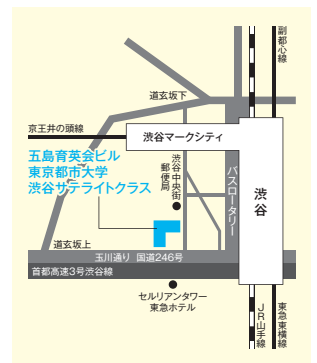 副都心線
道玄坂下
京王井の頭線
渋谷マークシティ
五島育英会ビル
東京都市大学
渋谷サテライトクラス
渋谷中央街
郵便局
バスロータリー
渋谷
道玄坂上
玉川通り 国道246号
首都高速3号渋谷線
セルリアンタワー
東急ホテル
JR山手線
東急東横線